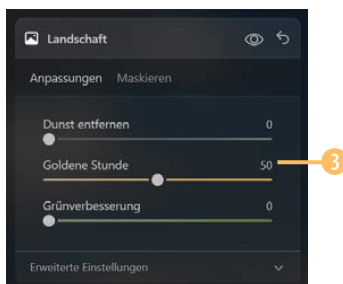 Landschaft
Anpassungen Maskieren
Dunst entfernen 0
Goldene Stunde 50
3
Grünverbesserung 0
Erweiterte Einstellungen